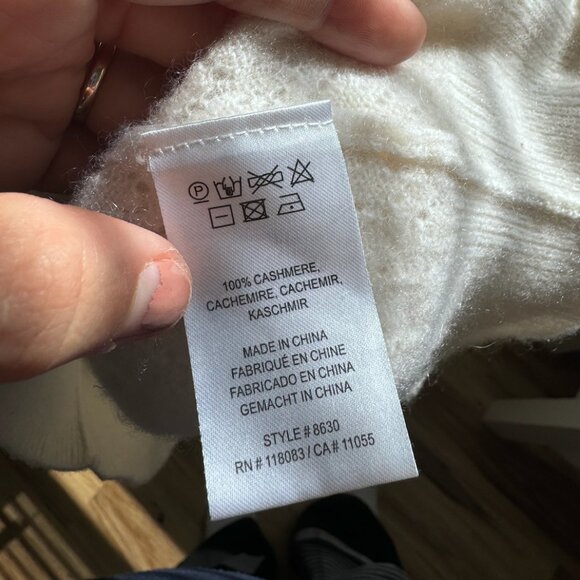 P
100% CASHMERE,
CACHEMIRE, CACHEMIR,
KASCHMIR
MADE IN CHINA
FABRIQUÉ EN CHINE
FABRICADO EN CHINA
GEMACHT IN CHINA
STYLE # 8630
RN # 118083 / CA # 11055